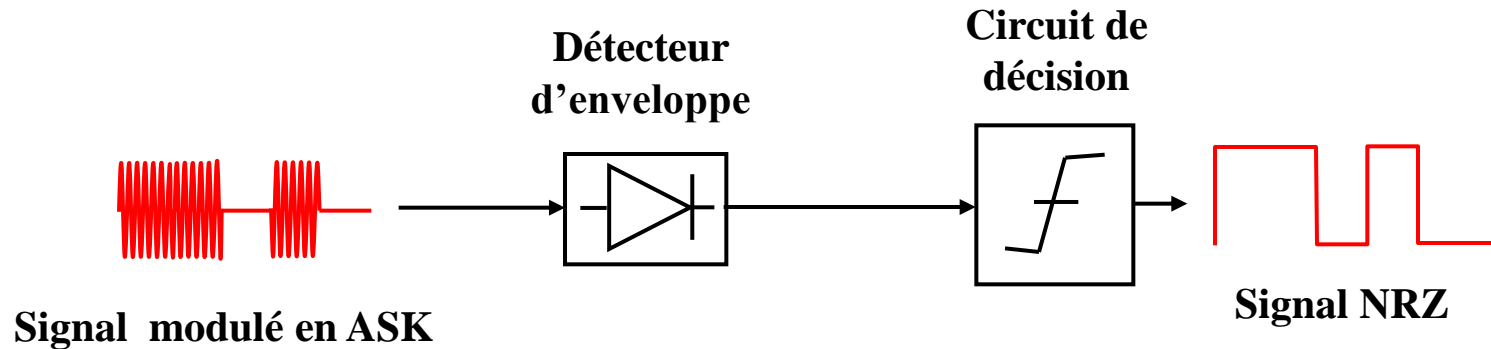 Détecteur
d’enveloppe
Circuit de
décision
Signal modulé en ASK
Signal NRZ